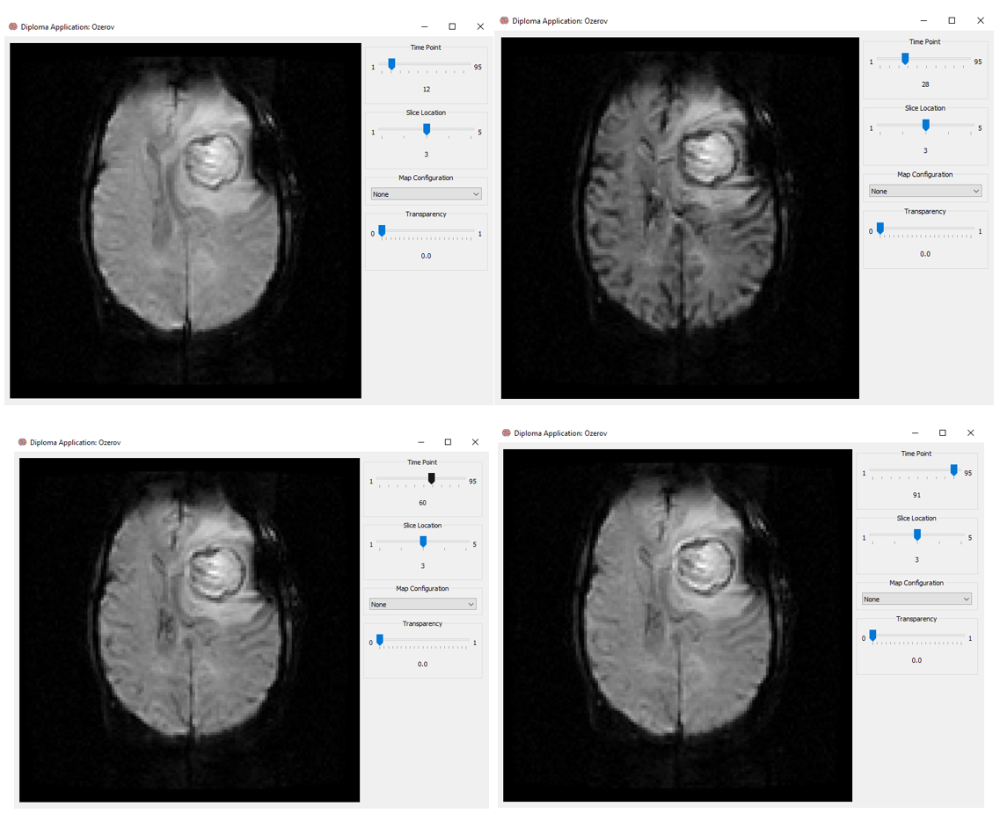 Diploma Application: Ozerov
Time Point
1 95
12
Slice Location
1 5
3
Map Configuration
None
Transparency
0 1
0.0
Diploma Application: Ozerov
Time Point
1 95
28
Slice Location
1 5
3
Map Configuration
None
Transparency
0 1
0.0
Diploma Application: Ozerov
Time Point
1 95
60
Slice Location
1 5
3
Map Configuration
None
Transparency
0 1
0.0
Diploma Application: Ozerov
Time Point
1 95
91
Slice Location
1 5
3
Map Configuration
None
Transparency
0 1
0.0